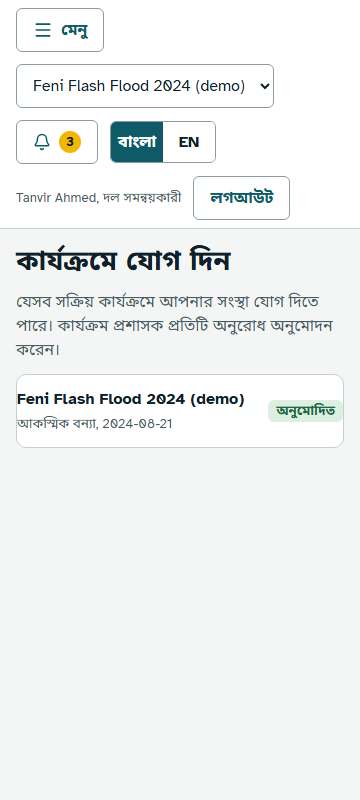 মেনু
Feni Flash Flood 2024 (demo)
3
বাংলা EN
Tanvir Ahmed, দল সমন্বয়কারী লগআউট
কার্যক্রমে যোগ দিন
যেসব সক্রিয় কার্যক্রমে আপনার সংস্থা যোগ দিতে
পারে। কার্যক্রম প্রশাসক প্রতিটি অনুরোধ অনুমোদন
করেন।
Feni Flash Flood 2024 (demo)
অনুমোদিত
আকস্মিক বন্যা, 2024-08-21